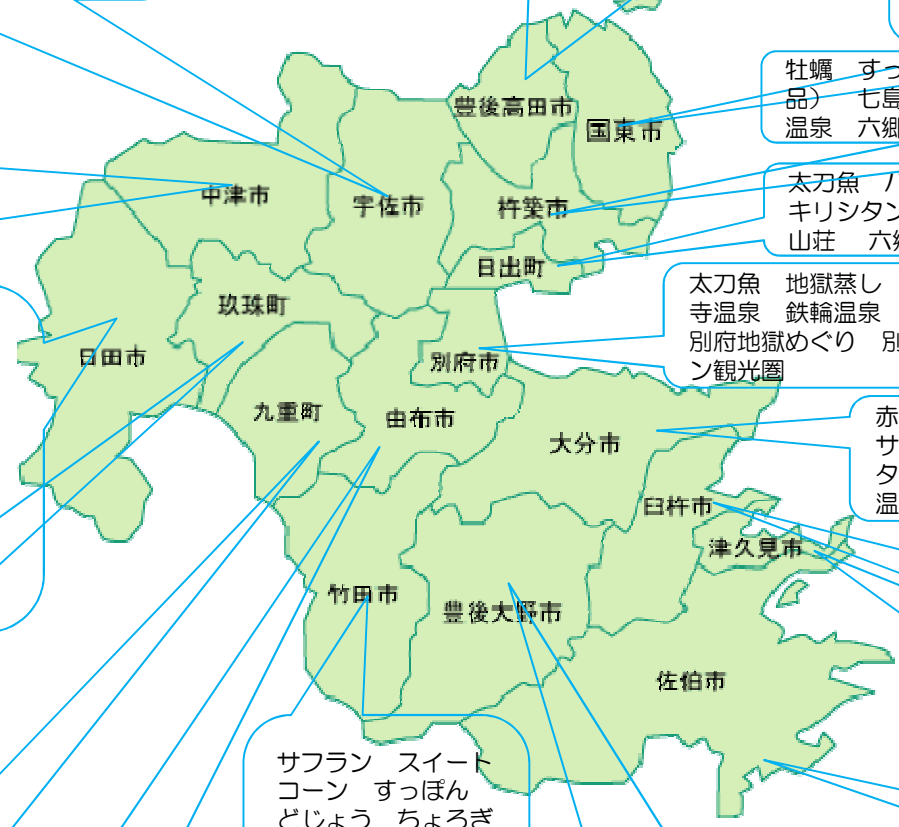 豊後高田市
国東市
中津市
宇佐市
杵築市
日出町
玖珠町
日田市
別府市
九重町
由布市
大分市
臼杵市
津久見市
竹田市
豊後大野市
佐伯市
牡蠣 すっ
品） 七島
温泉 六郷
太刀魚 ハ
キリシタン
山荘 六郷
太刀魚 地獄蒸し
寺温泉 鉄輪温泉
別府地獄めぐり 別
ン観光圏
赤
サ
タ
温
サフラン スイート
コーン すっぽん
どじょう ちょろぎ